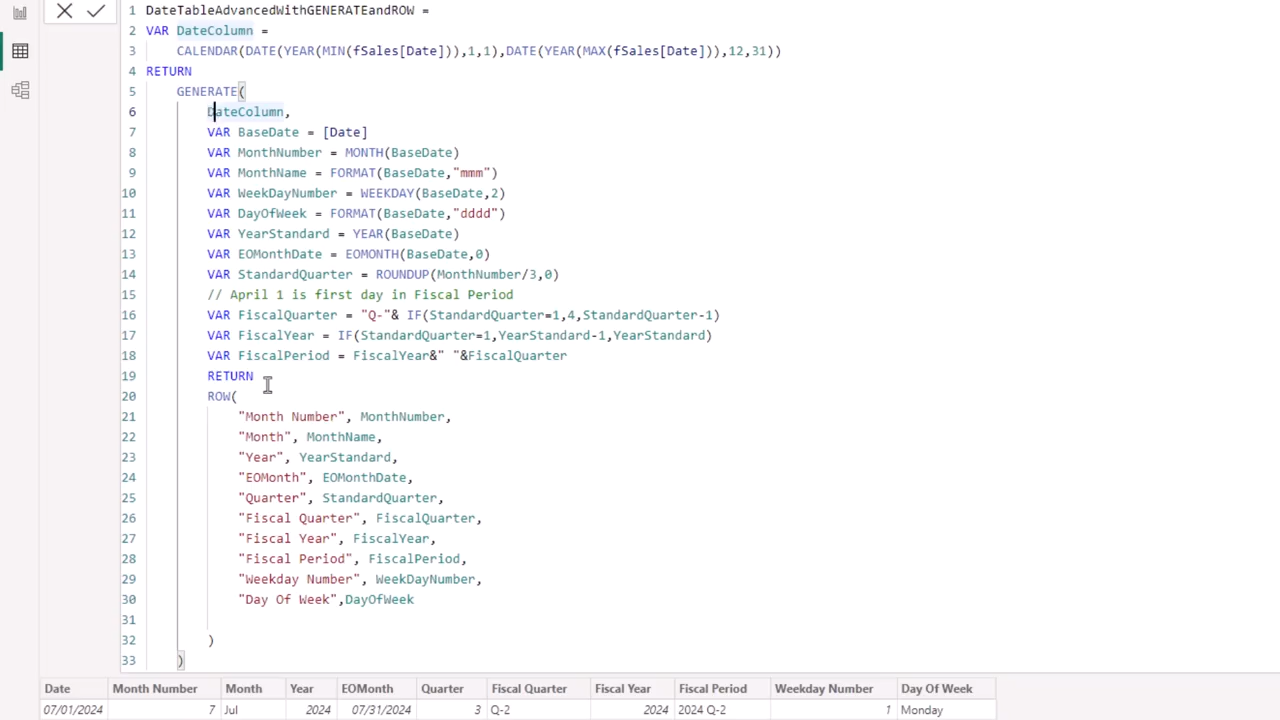 1 DateTableAdvancedWithGENERATEandROW =
2 VAR DateColumn =
3 CALENDAR(DATE(YEAR(MIN(fSales[Date])),1,1),DATE(YEAR(MAX(fSales[Date])),12,31))
4 RETURN
5 GENERATE(
6 DateColumn,
7 VAR BaseDate = [Date]
8 VAR MonthNumber = MONTH(BaseDate)
9 VAR MonthName = FORMAT(BaseDate,"mmm")
10 VAR WeekDayNumber = WEEKDAY(BaseDate,2)
11 VAR DayOfWeek = FORMAT(BaseDate,"dddd")
12 VAR YearStandard = YEAR(BaseDate)
13 VAR EOMonthDate = EOMONTH(BaseDate,0)
14 VAR StandardQuarter = ROUNDUP(MonthNumber/3,0)
15 // April 1 is first day in Fiscal Period
16 VAR FiscalQuarter = "Q-"& IF(StandardQuarter=1,4,StandardQuarter-1)
17 VAR FiscalYear = IF(StandardQuarter=1,YearStandard-1,YearStandard)
18 VAR FiscalPeriod = FiscalYear&" "&FiscalQuarter
19 RETURN
20 ROW(
21 "Month Number", MonthNumber,
22 "Month", MonthName,
23 "Year", YearStandard,
24 "EOMonth", EOMonthDate,
25 "Quarter", StandardQuarter,
26 "Fiscal Quarter", FiscalQuarter,
27 "Fiscal Year", FiscalYear,
28 "Fiscal Period", FiscalPeriod,
29 "Weekday Number", WeekDayNumber,
30 "Day Of Week",DayOfWeek
31
32 )
33 )
Date Month Number Month Year EOMonth Quarter Fiscal Quarter Fiscal Year Fiscal Period Weekday Number Day Of Week
07/01/2024 7 Jul 2024 07/31/2024 3 Q-2 2024 2024 Q-2 1 Monday